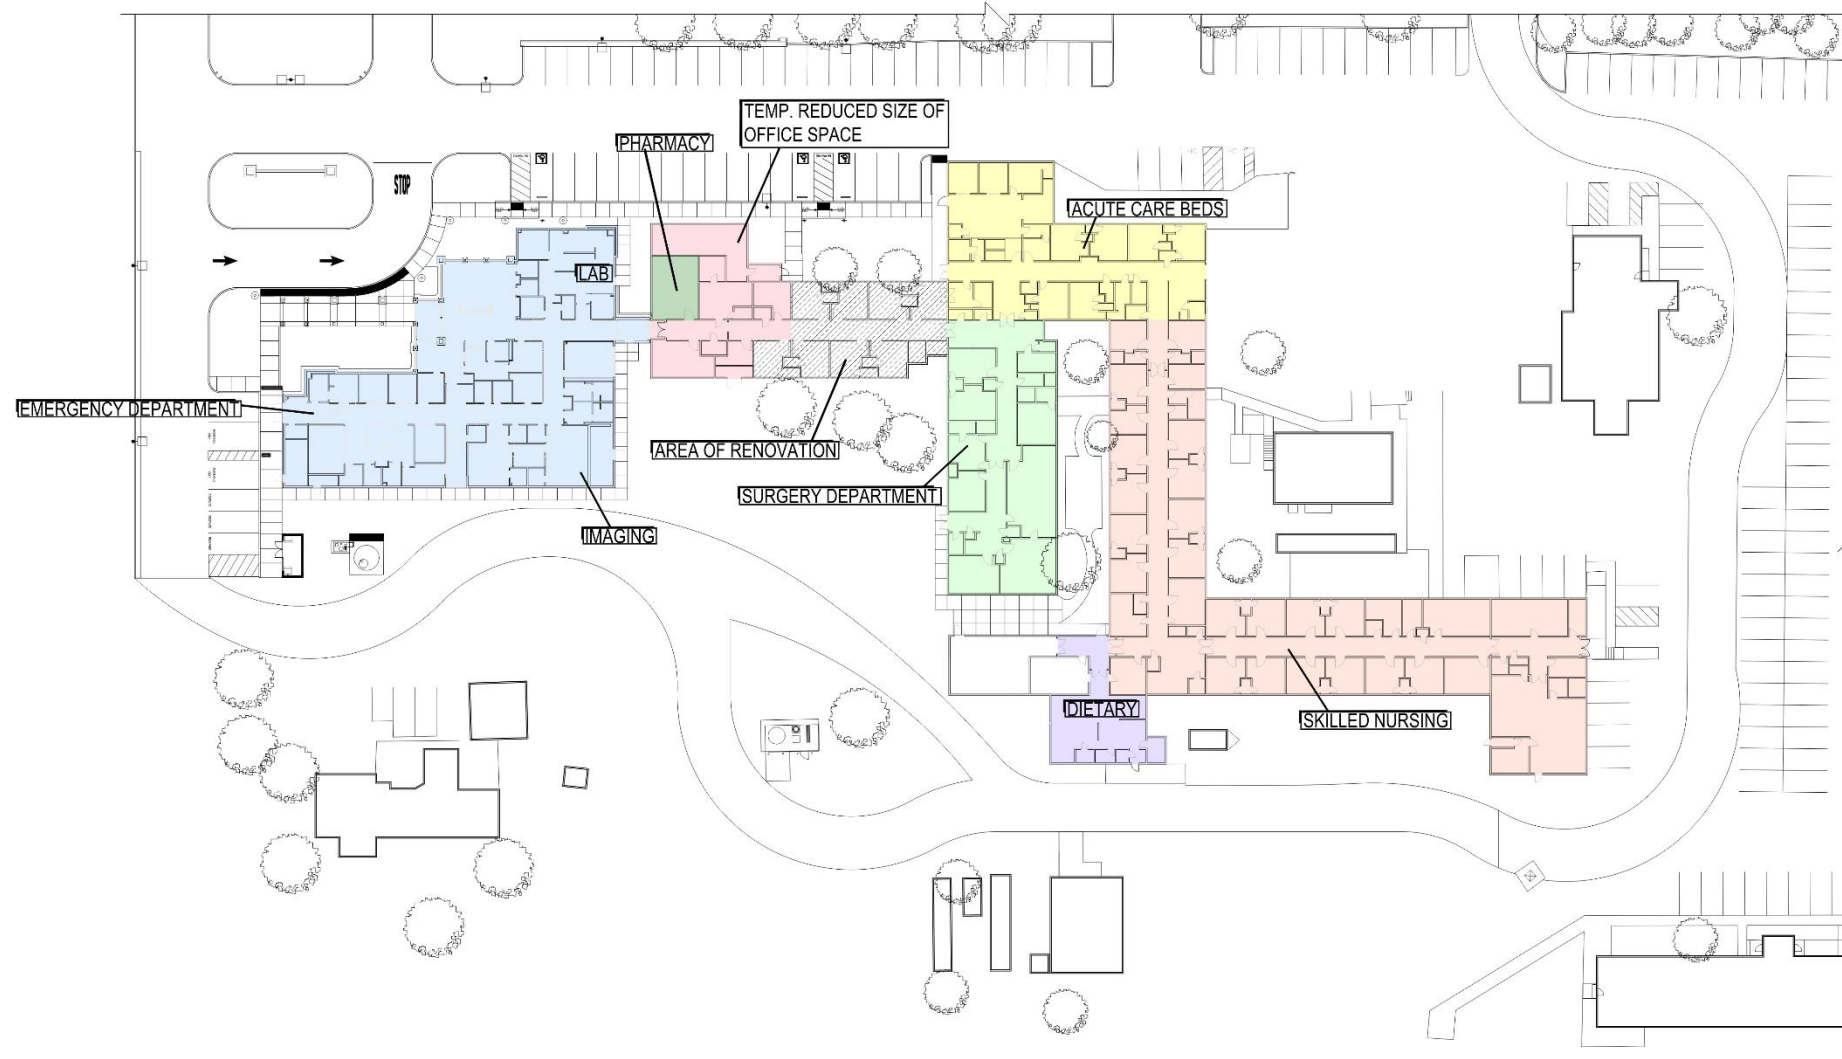 TEMP. REDUCED SIZE OF
OFFICE SPACE
PHARMACY
STOP
ACUTE CARE BEDS
LAB
EMERGENCY DEPARTMENT
AREA OF RENOVATION
SURGERY DEPARTMENT
IMAGING
DIETARY
SKILLED NURSING